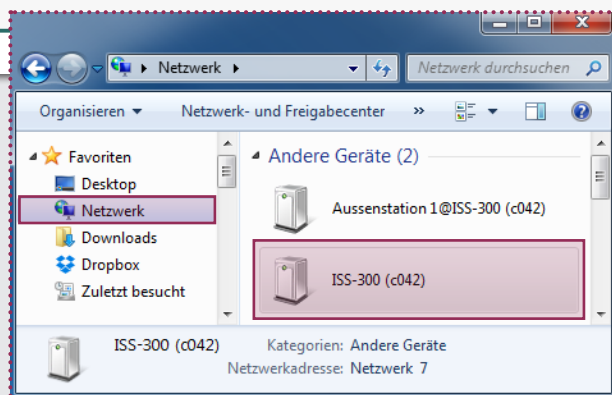 Netzwerk
Netzwerk durchsuchen
Organisieren Netzwerk- und Freigabecenter »
Favoriten
Desktop
Netzwerk
Downloads
Dropbox
Zuletzt besucht
Andere Geräte (2)
Aussenstation 1@ISS-300 (c042)
ISS-300 (c042)
ISS-300 (c042) Kategorien: Andere Geräte
Netzwerkadresse: Netzwerk 7